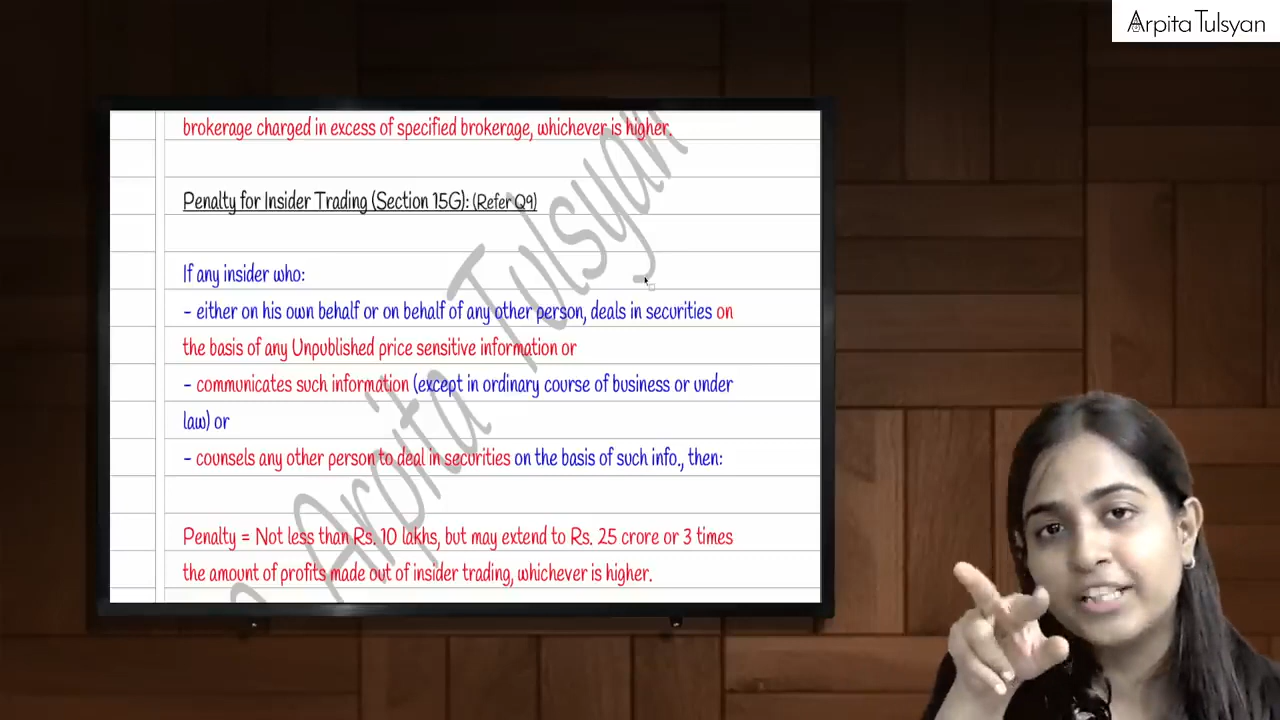 Arpita Tulsyan
brokerage charged in excess of specified brokerage, whichever is higher.
Penalty for Insider Trading (Section 15G): (Refer Q9)
If any insider who:
- either on his own behalf or on behalf of any other person, deals in securities on
the basis of any Unpublished price sensitive information or
- communicates such information (except in ordinary course of business or under
law) or
- counsels any other person to deal in securities on the basis of such info., then:
Penalty = Not less than Rs. 10 lakhs, but may extend to Rs. 25 crore or 3 times
the amount of profits made out of insider trading, whichever is higher.
Arpita Tulsyan